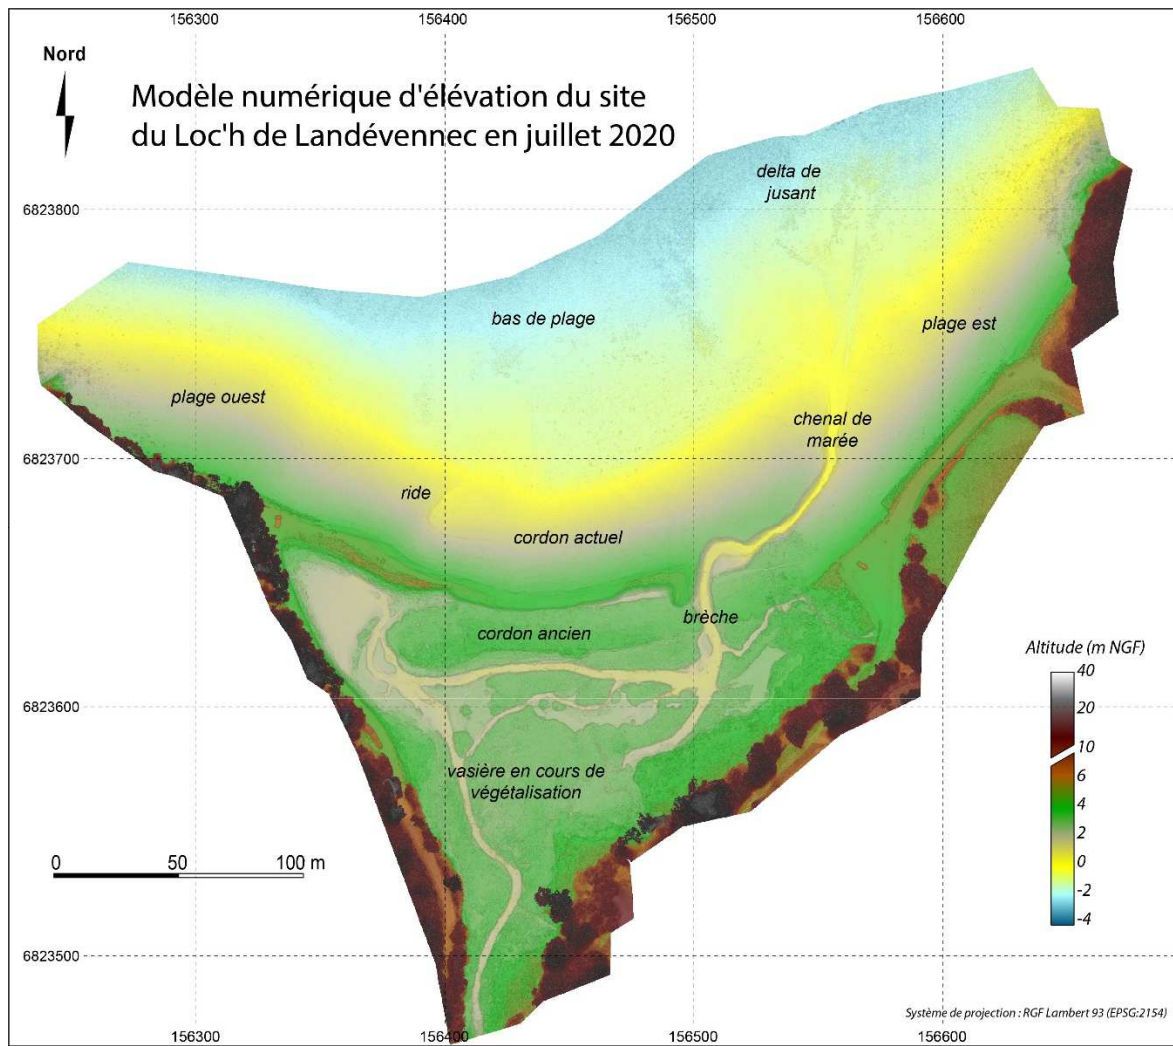 156300 156400 156500 156600
Nord
Modèle numérique d'élévation du site
du Loc'h de Landévennec en juillet 2020
delta de
jusant
6823800
bas de plage
plage est
plage ouest
chenal de
marée
6823700
ride
cordon actuel
brèche
cordon ancien
Altitude (m NGF)
40
20
10
6
4
2
0
-2
-4
6823600
vasière en cours de
végétalisation
0 50 100 m
6823500
Système de projection : RGF Lambert 93 (EPSG:2154)
156300 156400 156500 156600